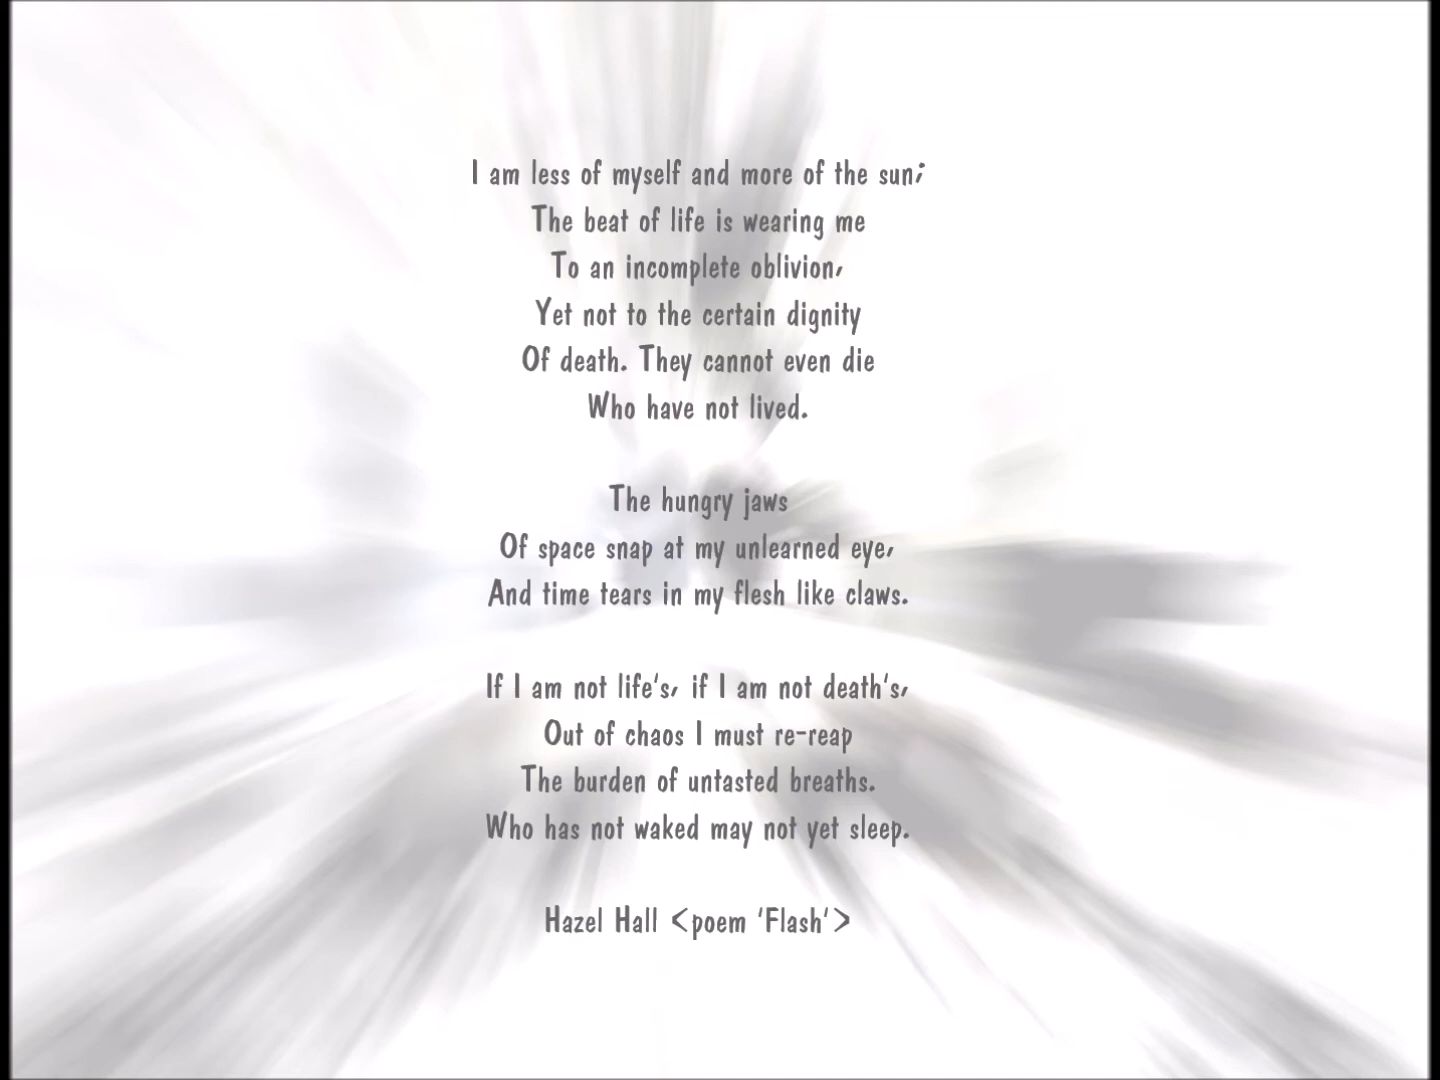 I am less of myself and more of the sun;
The beat of life is wearing me
To an incomplete oblivion,
Yet not to the certain dignity
Of death. They cannot even die
Who have not lived.
The hungry jaws
Of space snap at my unlearned eye,
And time tears in my flesh like claws.
If I am not life's, if I am not death's,
Out of chaos I must re-reap
The burden of untasted breaths.
Who has not waked may not yet sleep.
Hazel Hall <poem 'Flash'>